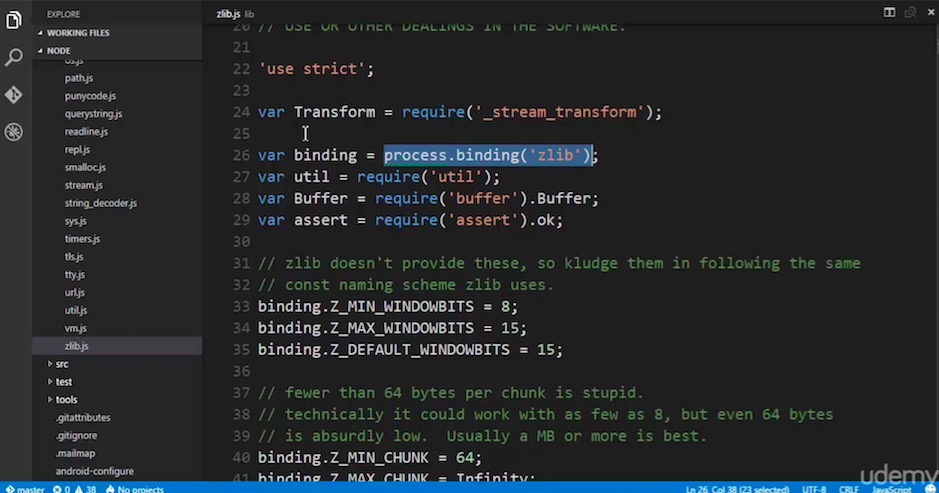 EXPLORE
WORKING FILES
NODE
os.js
path.js
punycode.js
querystring.js
readline.js
repl.js
smalloc.js
stream.js
string_decoder.js
sys.js
timers.js
tls.js
tty.js
url.js
util.js
vm.js
zlib.js
src
test
tools
.gitattributes
.gitignore
.mailmap
android-configure
zlib.js lib
20 // USE OR OTHER DEALINGS IN THE SOFTWARE.
21
22 'use strict';
23
24 var Transform = require('_stream_transform');
25
26 var binding = process.binding('zlib');
27 var util = require('util');
28 var Buffer = require('buffer').Buffer;
29 var assert = require('assert').ok;
30
31 // zlib doesn't provide these, so kludge them in following the same
32 // const naming scheme zlib uses.
33 binding.Z_MIN_WINDOWBITS = 8;
34 binding.Z_MAX_WINDOWBITS = 15;
35 binding.Z_DEFAULT_WINDOWBITS = 15;
36
37 // fewer than 64 bytes per chunk is stupid.
38 // technically it could work with as few as 8, but even 64 bytes
39 // is absurdly low.  Usually a MB or more is best.
40 binding.Z_MIN_CHUNK = 64;
41 binding.Z_MAX_CHUNK = Infinity;
udemy
master 0 38 No projects Ln 26, Col 38 (23 selected) UTF-8 CRLF JavaScript